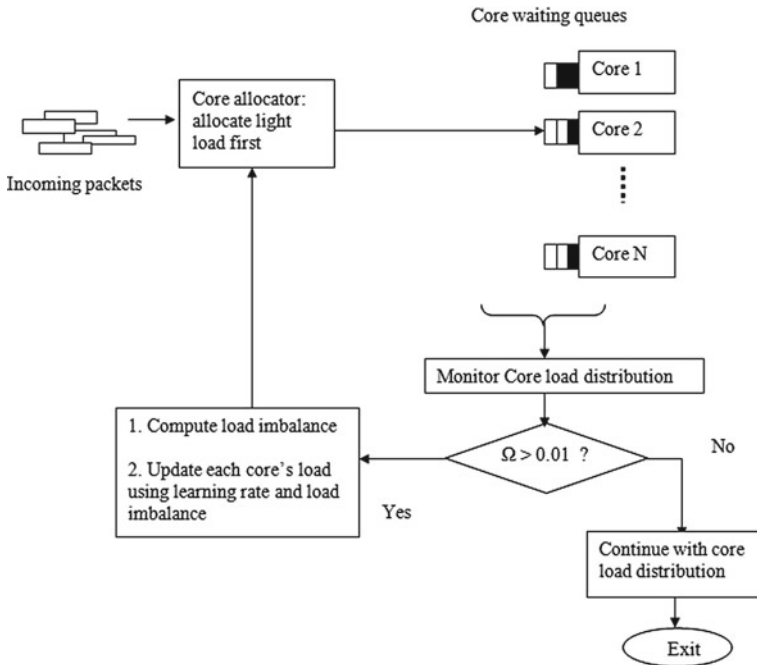 Core waiting queues
Core 1
Core allocator:
allocate light
load first
Core 2
Incoming packets
Core N
Monitor Core load distribution
1. Compute load imbalance
2. Update each core's load
using learning rate and load
imbalance
Ω > 0.01 ?
No
Yes
Continue with core
load distribution
Exit